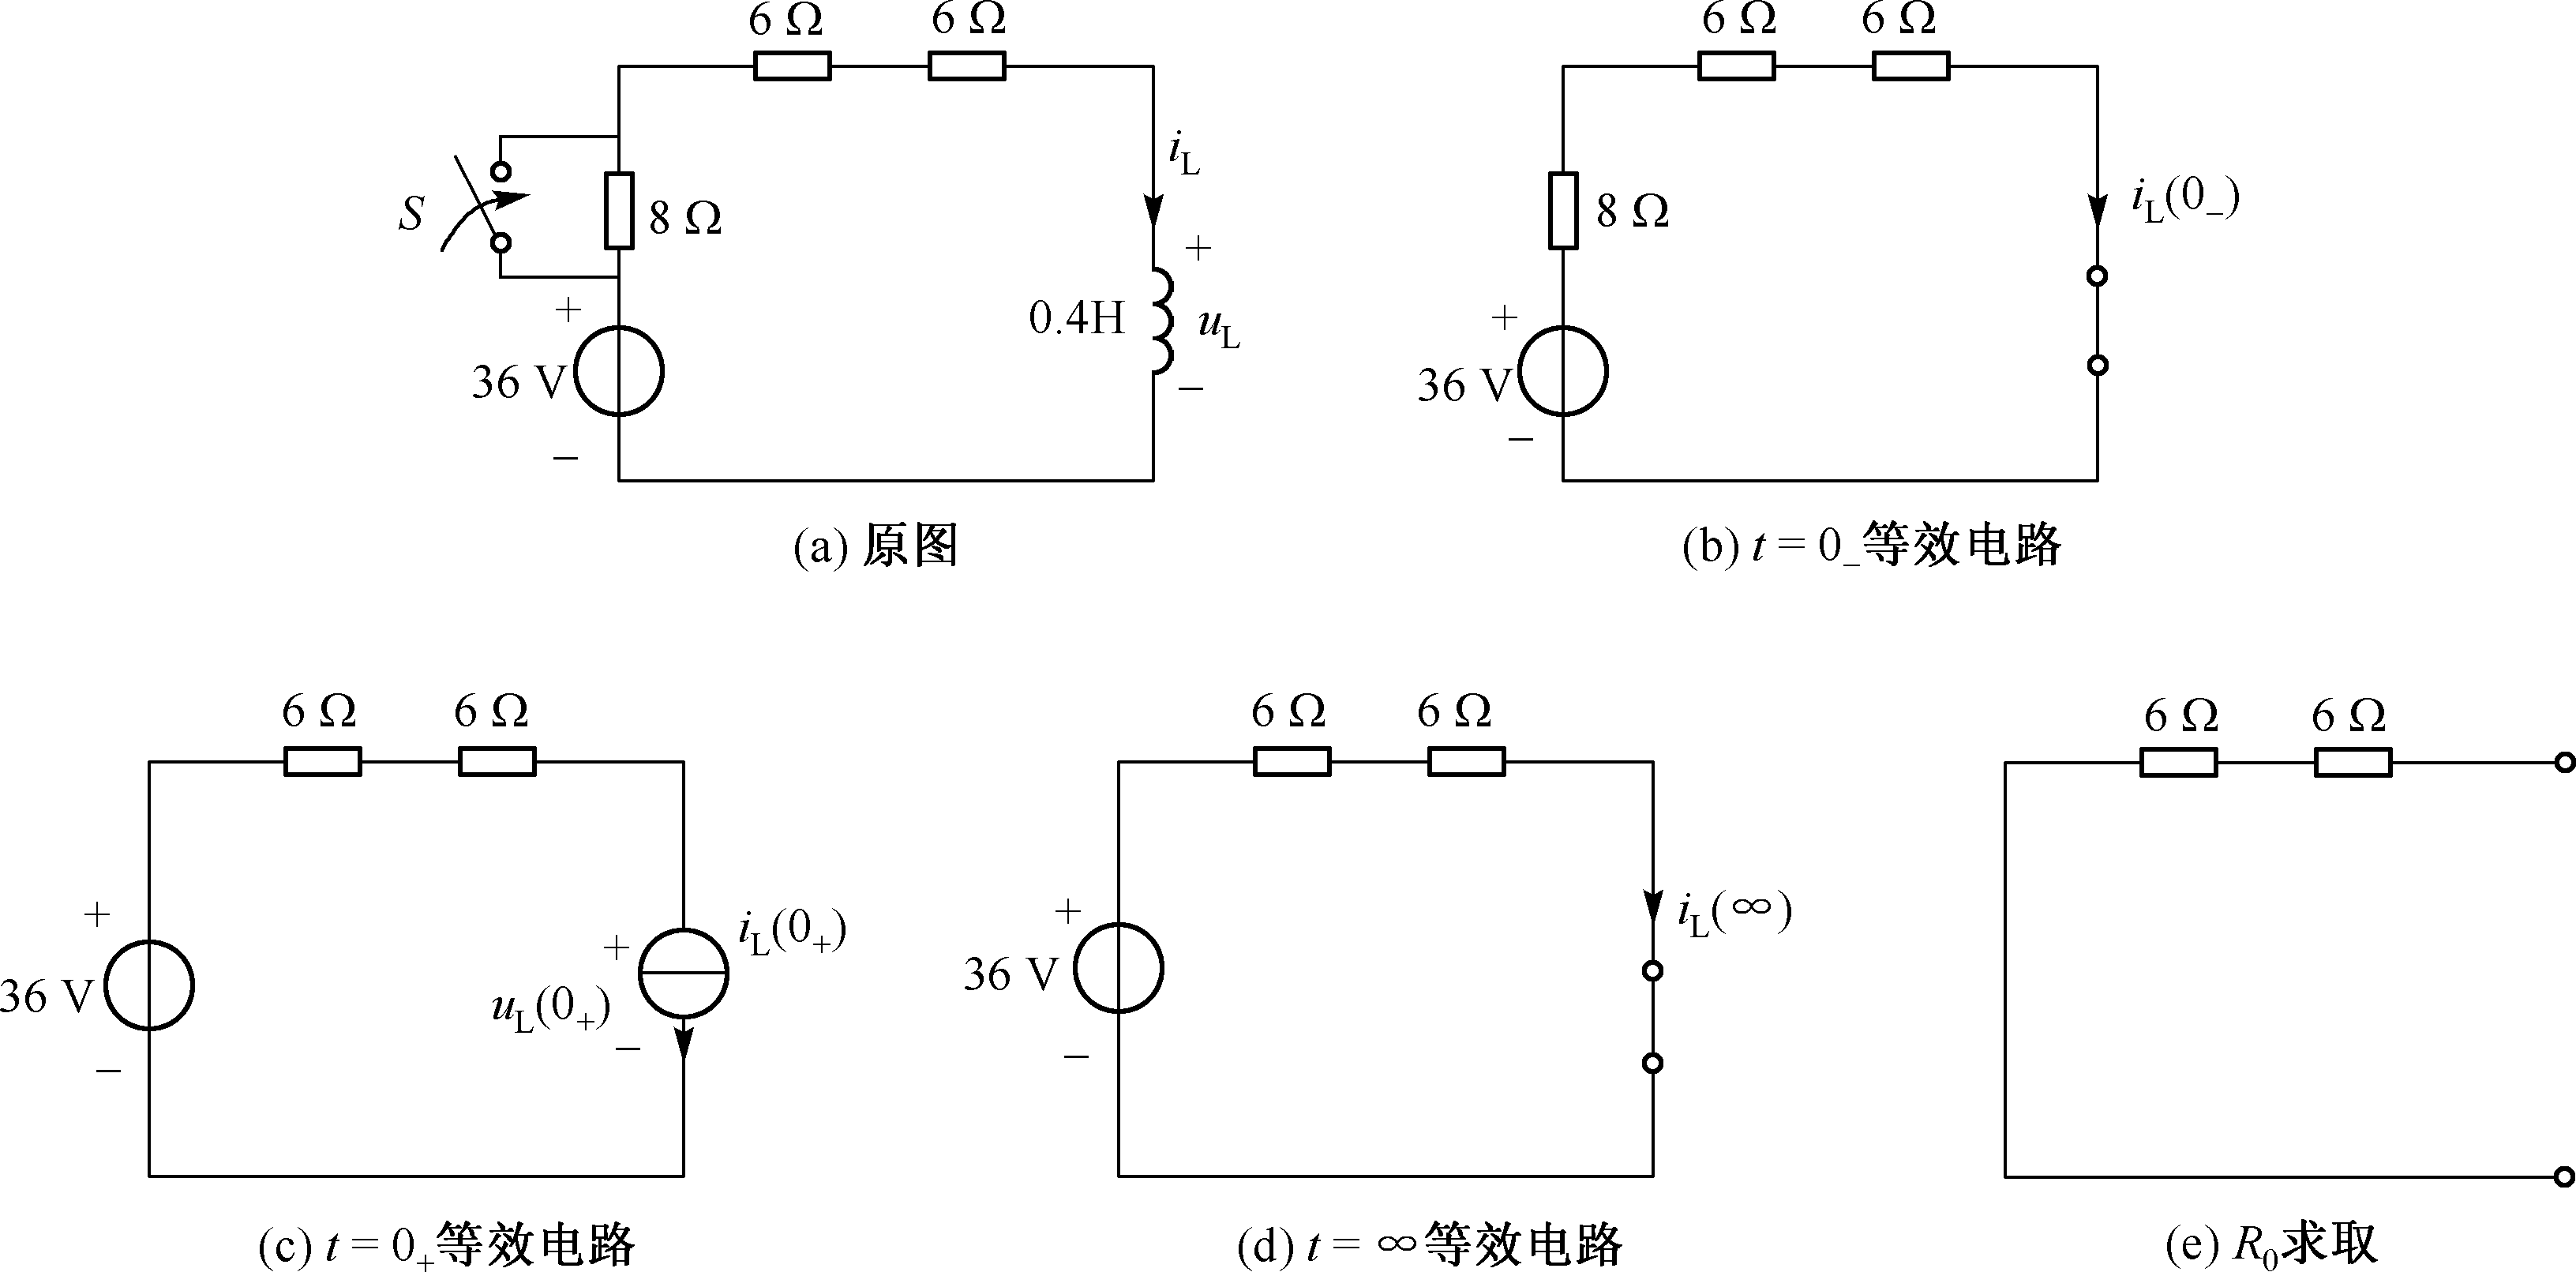 6 Ω 6 Ω
S
8 Ω
i_L
+
36 V
−
0.4H
+
u_L
−
(a) 原图
6 Ω 6 Ω
8 Ω
+
36 V
−
i_L(0_−)
(b) t = 0_−等效电路
6 Ω 6 Ω
+
36 V
−
+
u_L(0_+)
−
i_L(0_+)
(c) t = 0_+等效电路
6 Ω 6 Ω
+
36 V
−
i_L(∞)
(d) t = ∞等效电路
6 Ω 6 Ω
(e) R_0求取